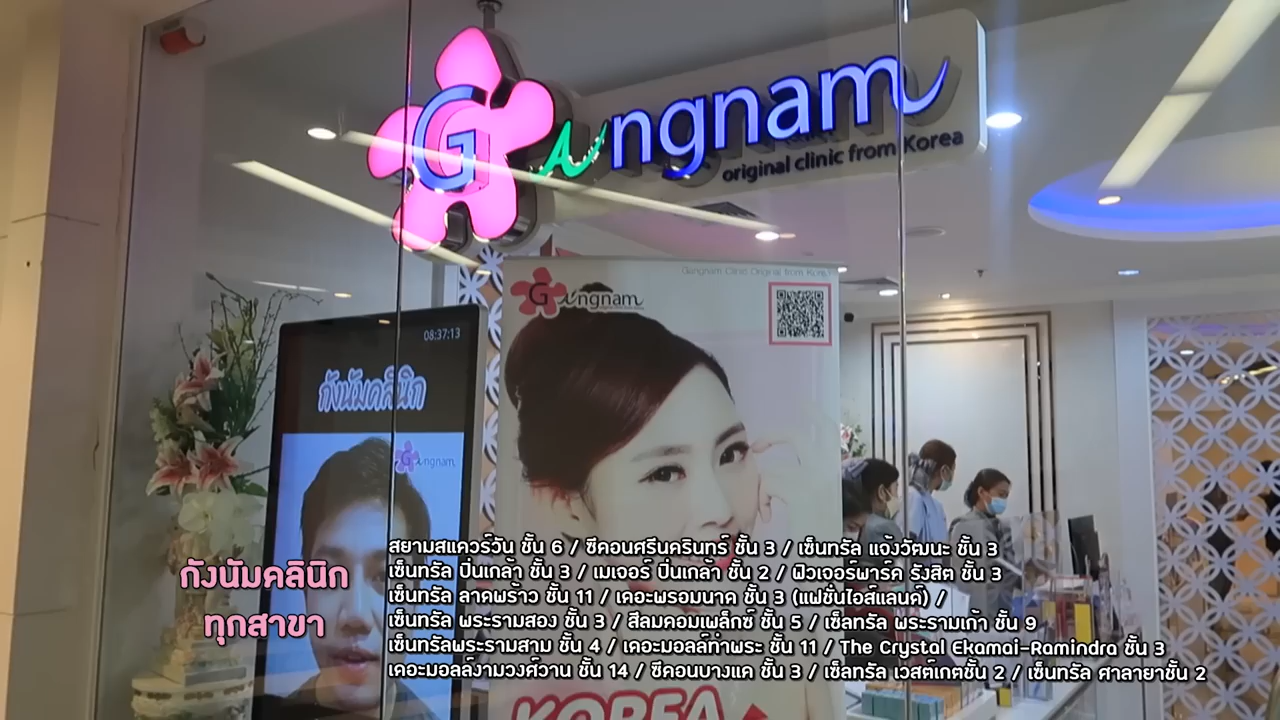 Gangnam
original clinic from Korea
Gangnam Clinic Original from Korea
Gangnam
08:37:13
กังนัมคลินิก
Gangnam
กังนัมคลินิก
ทุกสาขา
สยามสแควร์วัน ชั้น 6 / ซีคอนศรีนครินทร์ ชั้น 3 / เซ็นทรัล แจ้งวัฒนะ ชั้น 3
เซ็นทรัล ปิ่นเกล้า ชั้น 3 / เมเจอร์ ปิ่นเกล้า ชั้น 2 / ฟิวเจอร์พาร์ค รังสิต ชั้น 3
เซ็นทรัล ลาดพร้าว ชั้น 11 / เดอะพรอมนาด ชั้น 3 (แฟชั่นไอส์แลนด์) /
เซ็นทรัล พระรามสอง ชั้น 3 / สีลมคอมเพล็กซ์ ชั้น 5 / เซ็ลทรัล พระรามเก้า ชั้น 9
เซ็นทรัลพระรามสาม ชั้น 4 / เดอะมอลล์ท่าพระ ชั้น 11 / The Crystal Ekamai-Ramindra ชั้น 3
เดอะมอลล์งามวงศ์วาน ชั้น 14 / ซีคอนบางแค ชั้น 3 / เซ็ลทรัล เวสต์เกตชั้น 2 / เซ็นทรัล ศาลายาชั้น 2
KOREA